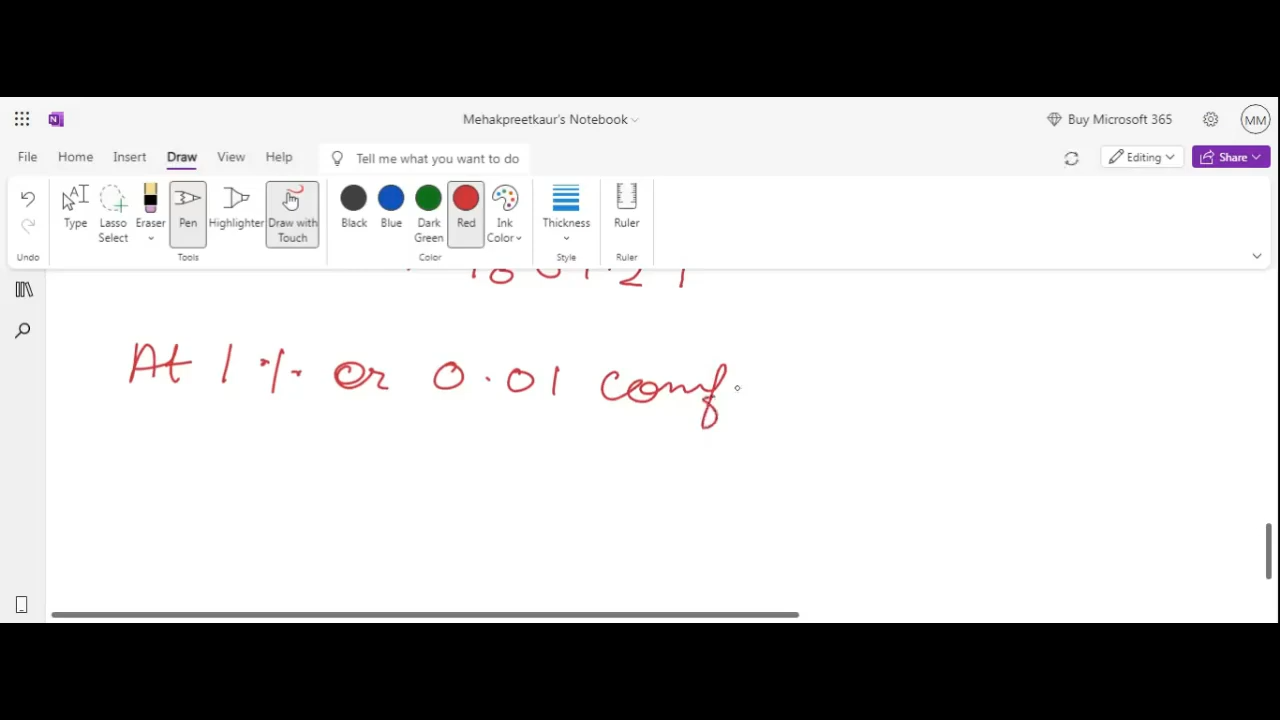 Mehakpreetkaur's Notebook
Buy Microsoft 365
MM
File Home Insert Draw View Help
Tell me what you want to do
Editing
Share
Type
Lasso Select
Eraser
Pen
Highlighter
Draw with Touch
Black
Blue
Dark Green
Red
Ink Color
Thickness
Ruler
Undo
Tools
Color
Style
Ruler
At 1 % or 0.01 conf